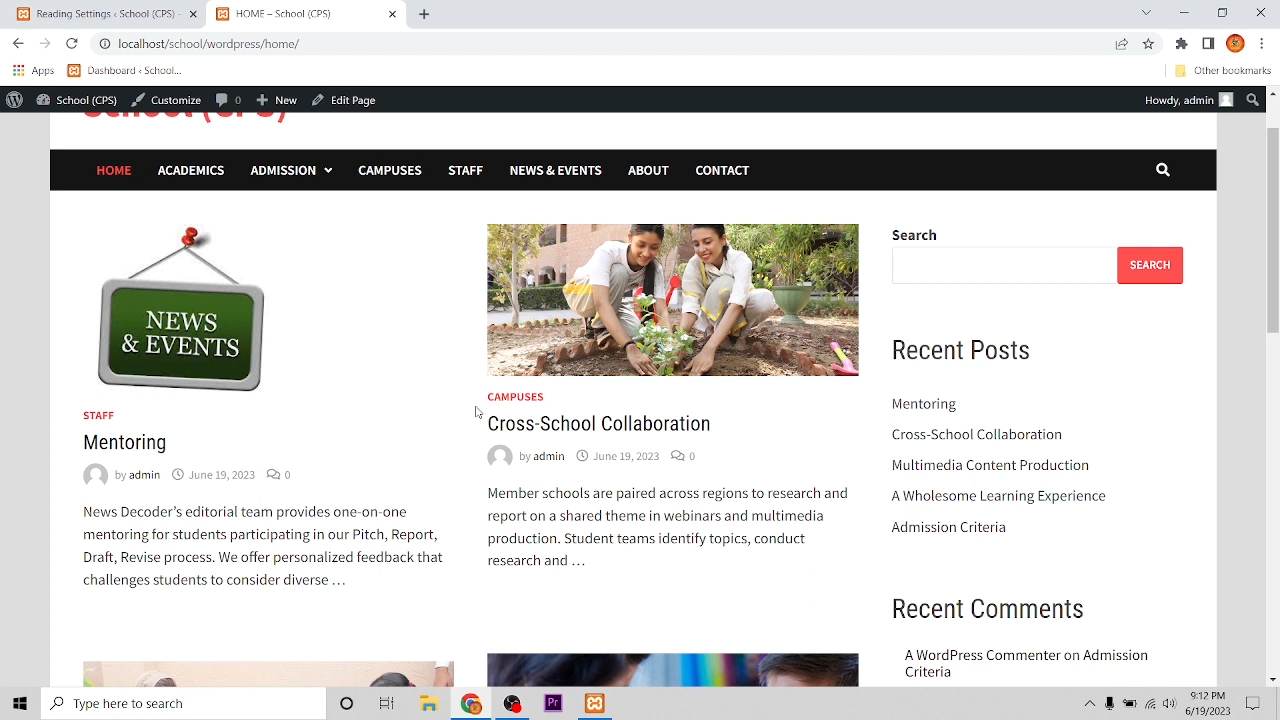 Reading Settings ‹ School (CPS)
HOME – School (CPS)
localhost/school/wordpress/home/
Apps
Dashboard ‹ School...
Other bookmarks
School (CPS)
Customize
0
New
Edit Page
Howdy, admin
School (CPS)
HOME
ACADEMICS
ADMISSION
CAMPUSES
STAFF
NEWS & EVENTS
ABOUT
CONTACT
NEWS
& EVENTS
STAFF
Mentoring
by admin
June 19, 2023
0
News Decoder’s editorial team provides one-on-one
mentoring for students participating in our Pitch, Report,
Draft, Revise process. We offer personalized feedback that
challenges students to consider diverse …
CAMPUSES
Cross-School Collaboration
by admin
June 19, 2023
0
Member schools are paired across regions to research and
report on a shared theme in webinars and multimedia
production. Student teams identify topics, conduct
research and …
Search
SEARCH
Recent Posts
Mentoring
Cross-School Collaboration
Multimedia Content Production
A Wholesome Learning Experience
Admission Criteria
Recent Comments
A WordPress Commenter on Admission
Criteria
Type here to search
Pr
9:12 PM
6/19/2023